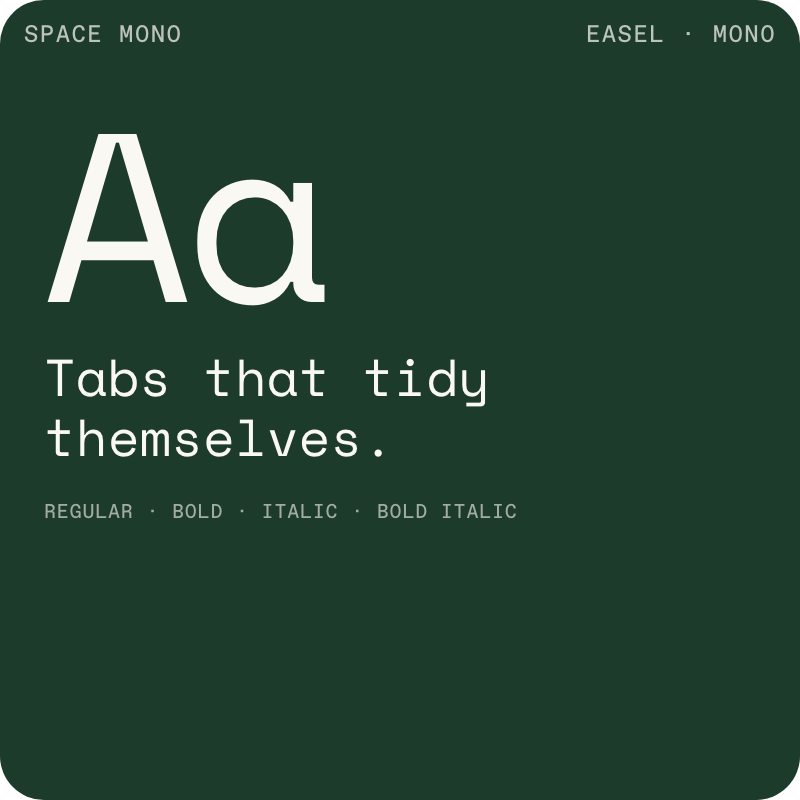 SPACE MONO
EASEL · MONO
Aa
Tabs that tidy
themselves.
REGULAR · BOLD · ITALIC · BOLD ITALIC